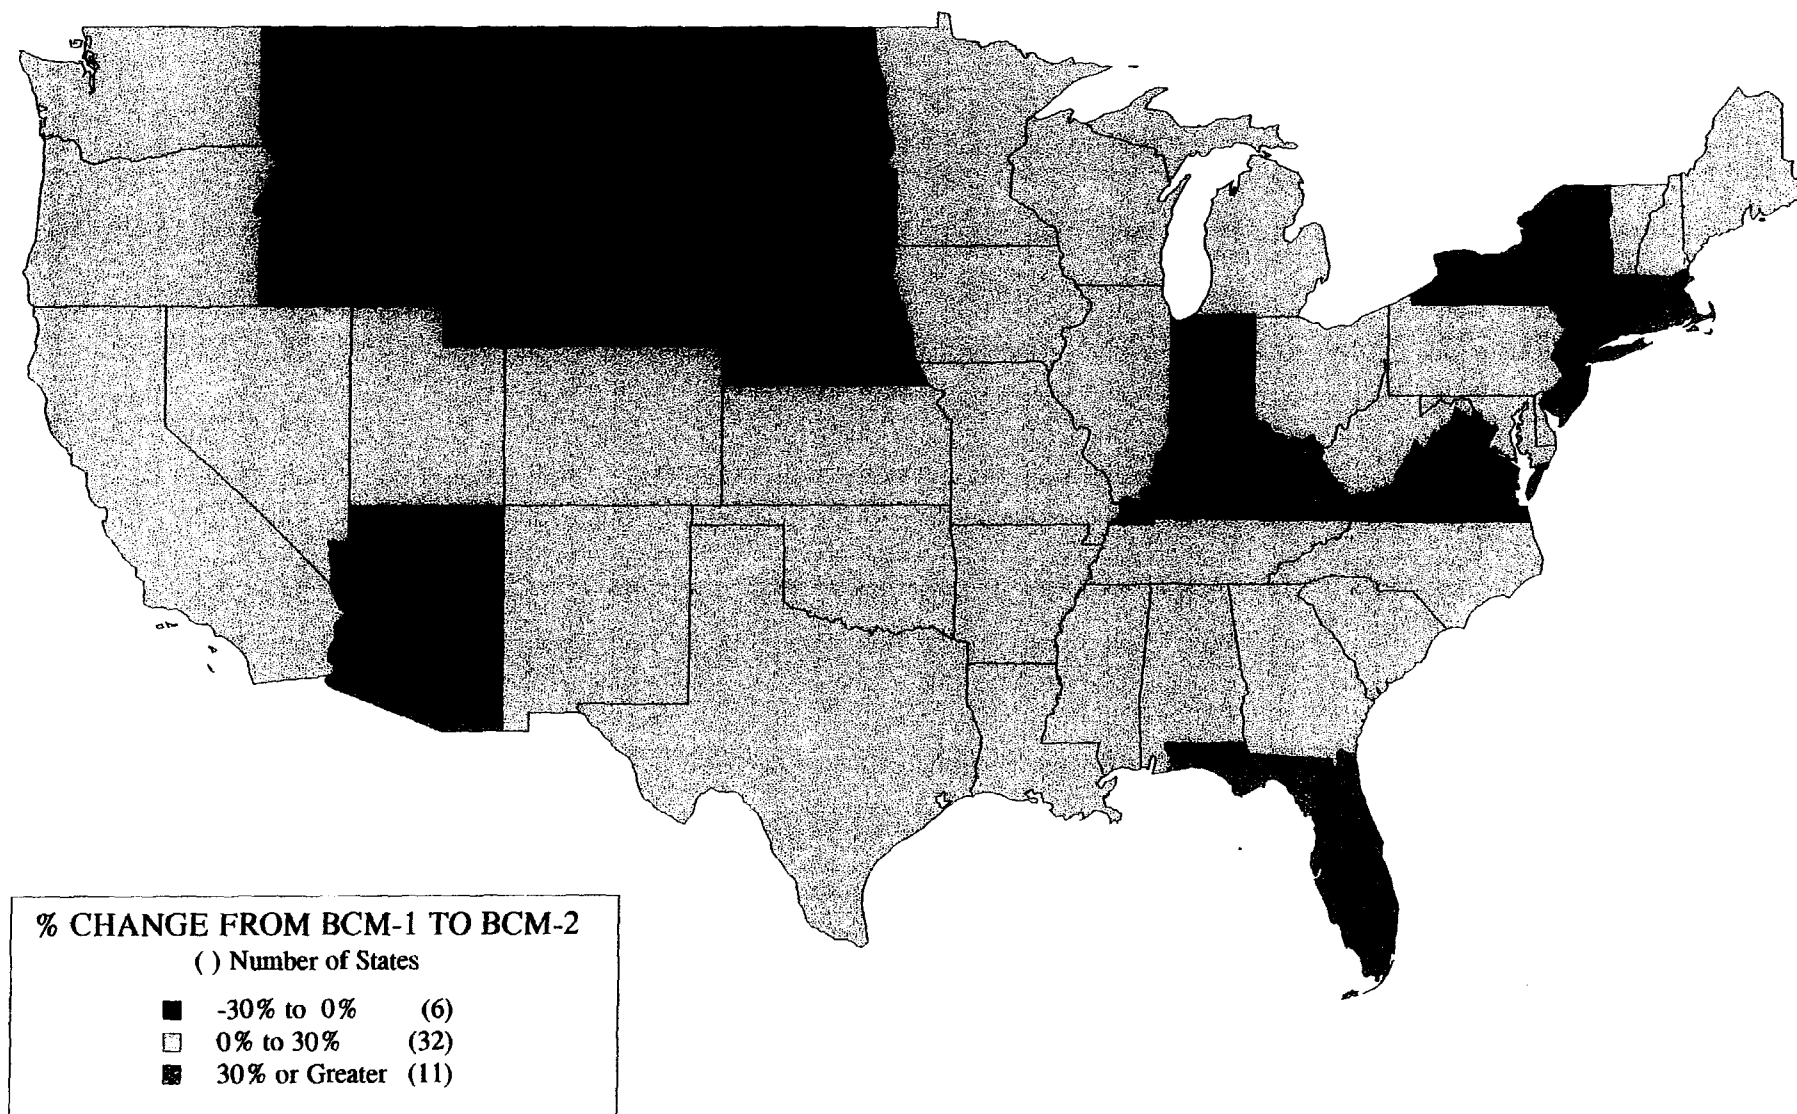 % CHANGE FROM BCM-1 TO BCM-2
( ) Number of States
-30% to 0% (6)
0% to 30% (32)
30% or Greater (11)